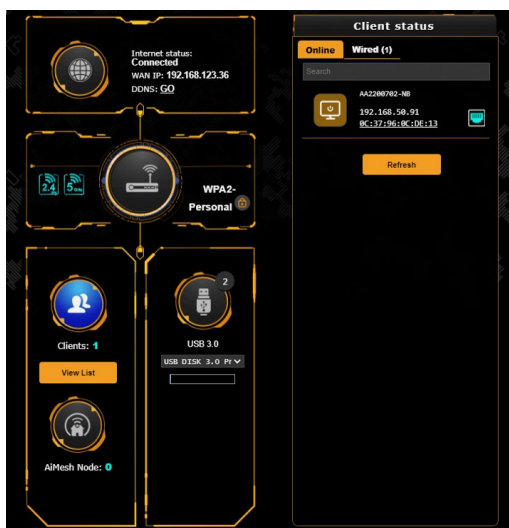 Internet status:
Connected
WAN IP: 192.168.123.36
DDNS: GO
2.4
GHz
5
GHz
WPA2-
Personal
Clients: 1
View List
AiMesh Node: 0
2
USB 3.0
USB DISK 3.0 Pr
Client status
Online
Wired (1)
Search
AA2200702-NB
192.168.50.91
0C:37:96:0C:DE:13
Refresh